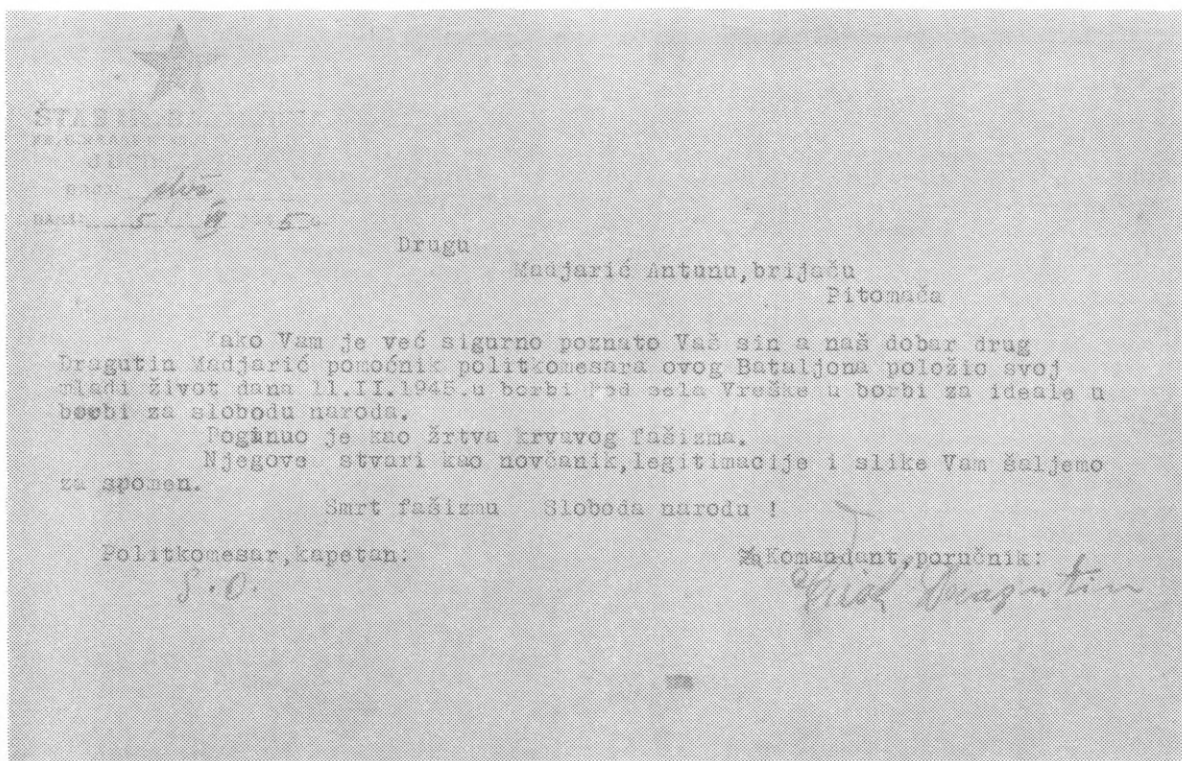 ŠTAB
Drugu
Madjarić Antunu,brijaču
Pitomača
Kako Vam je već sigurno poznato Vaš sin a naš dobar drug
Dragutin Madjarić pomoćnik politkomesara ovog Bataljona položio svoj
mladi život dana 11.II.1945.u borbi kod sela Vreške u borbi za ideale u
borbi za slobodu naroda.
Poginuo je kao žrtva krvavog fašizma.
Njegove stvari kao novčanik,legitimacije i slike Vam šaljemo
za spomen.
Smrt fašizmu Sloboda narodu !
Politkomesar,kapetan: Za Komandant,poručnik:
S.O. Dragutin